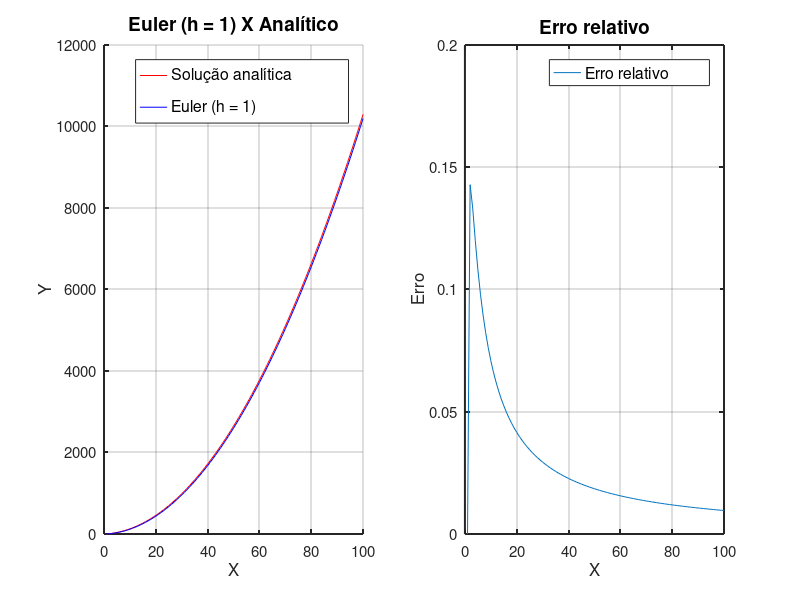 Euler (h = 1) X Analítico
12000
10000
8000
6000
4000
2000
0
Y
Solução analítica
Euler (h = 1)
0 20 40 60 80 100
X
Erro relativo
0.2
0.15
0.1
0.05
0
Erro
Erro relativo
0 20 40 60 80 100
X